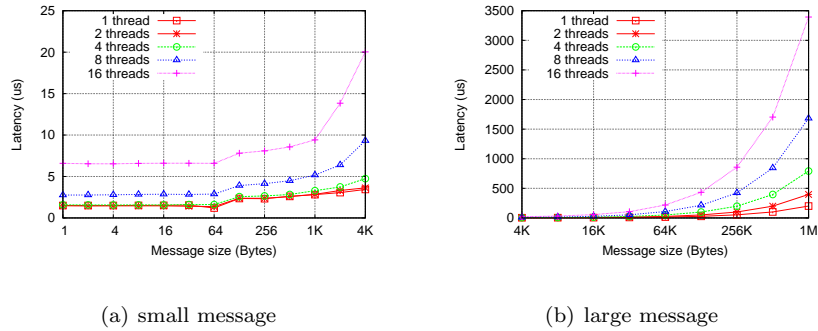 25
20
15
10
5
0
1 4 16 64 256 1K 4K
Latency (us)
Message size (Bytes)
1 thread
2 threads
4 threads
8 threads
16 threads
(a) small message
3500
3000
2500
2000
1500
1000
500
0
4K 16K 64K 256K 1M
Latency (us)
Message size (Bytes)
1 thread
2 threads
4 threads
8 threads
16 threads
(b) large message